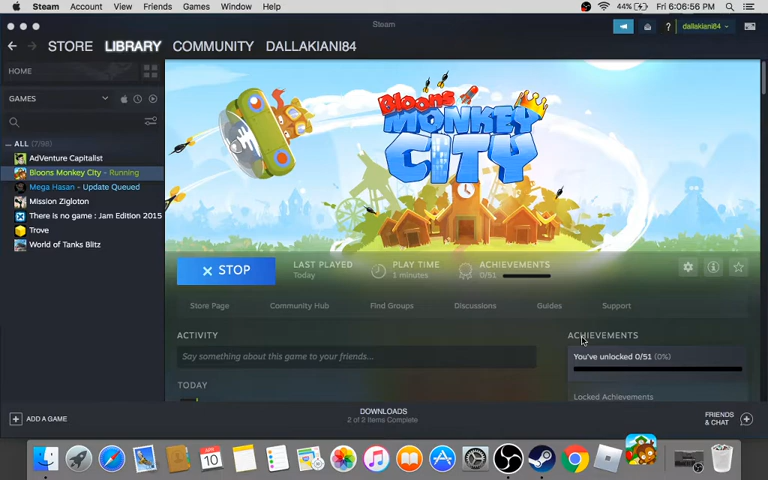 Steam Account View Friends Games Window Help 44% Fri 6:06:56 PM
Steam
? dallakiani84
STORE LIBRARY COMMUNITY DALLAKIANI84
HOME
GAMES
ALL (7/98)
AdVenture Capitalist
Bloons Monkey City - Running
Mega Hasan - Update Queued
Mission Zigloton
There is no game : Jam Edition 2015
Trove
World of Tanks Blitz
Bloons
MONKEY
CITY
STOP
LAST PLAYED
Today
PLAY TIME
1 minutes
ACHIEVEMENTS
0/51
Store Page Community Hub Find Groups Discussions Guides Support
ACTIVITY
Say something about this game to your friends...
TODAY
ACHIEVEMENTS
You've unlocked 0/51 (0%)
Locked Achievements
ADD A GAME
DOWNLOADS
2 of 2 Items Complete
FRIENDS
& CHAT
APR
10